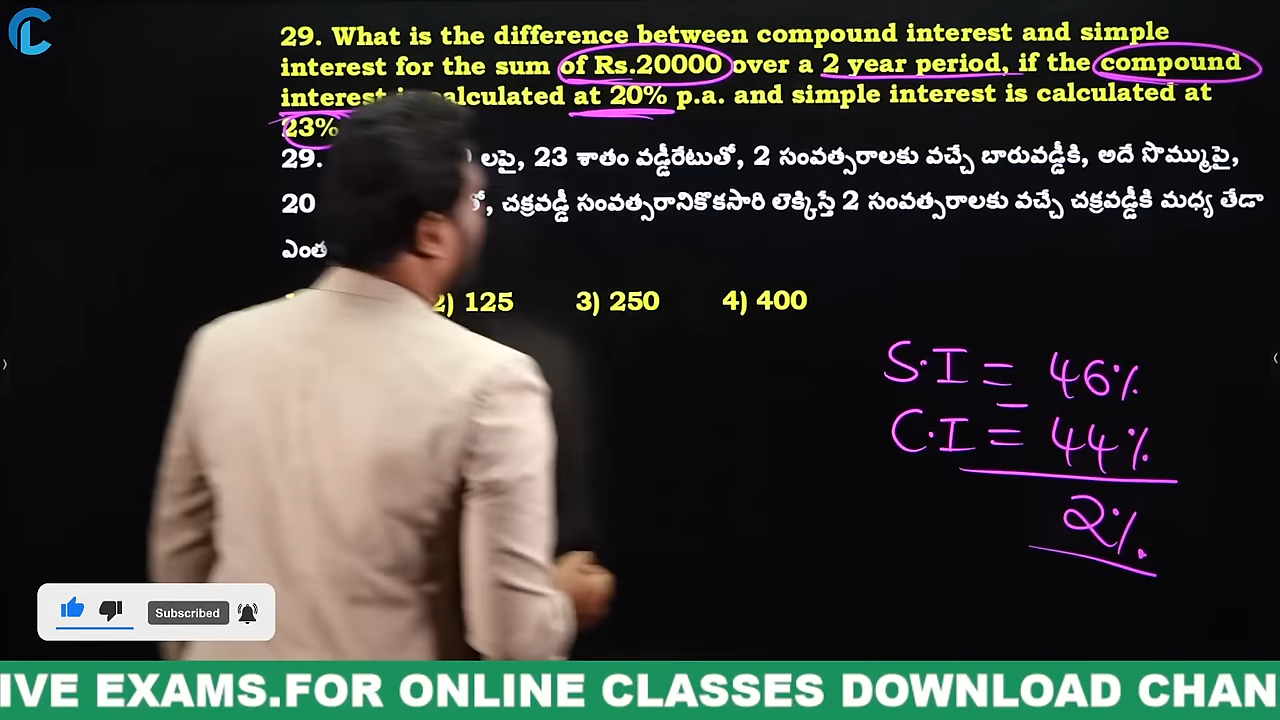 CL
29. What is the difference between compound interest and simple
interest for the sum of Rs.20000 over a 2 year period, if the compound
interest calculated at 20% p.a. and simple interest is calculated at
23%
29. లపై, 23 శాతం వడ్డీరేటుతో, 2 సంవత్సరాలకు వచ్చే బారువడ్డీకి, అదే సొమ్ముపై,
20 చక్రవడ్డీ సంవత్సరానికొకసారి లెక్కిస్తే 2 సంవత్సరాలకు వచ్చే చక్రవడ్డీకి మధ్య తేడా
ఎంత
2) 125 3) 250 4) 400
S.I = 46%
C.I = 44%
2%.
Subscribed
IVE EXAMS.FOR ONLINE CLASSES DOWNLOAD CHAN